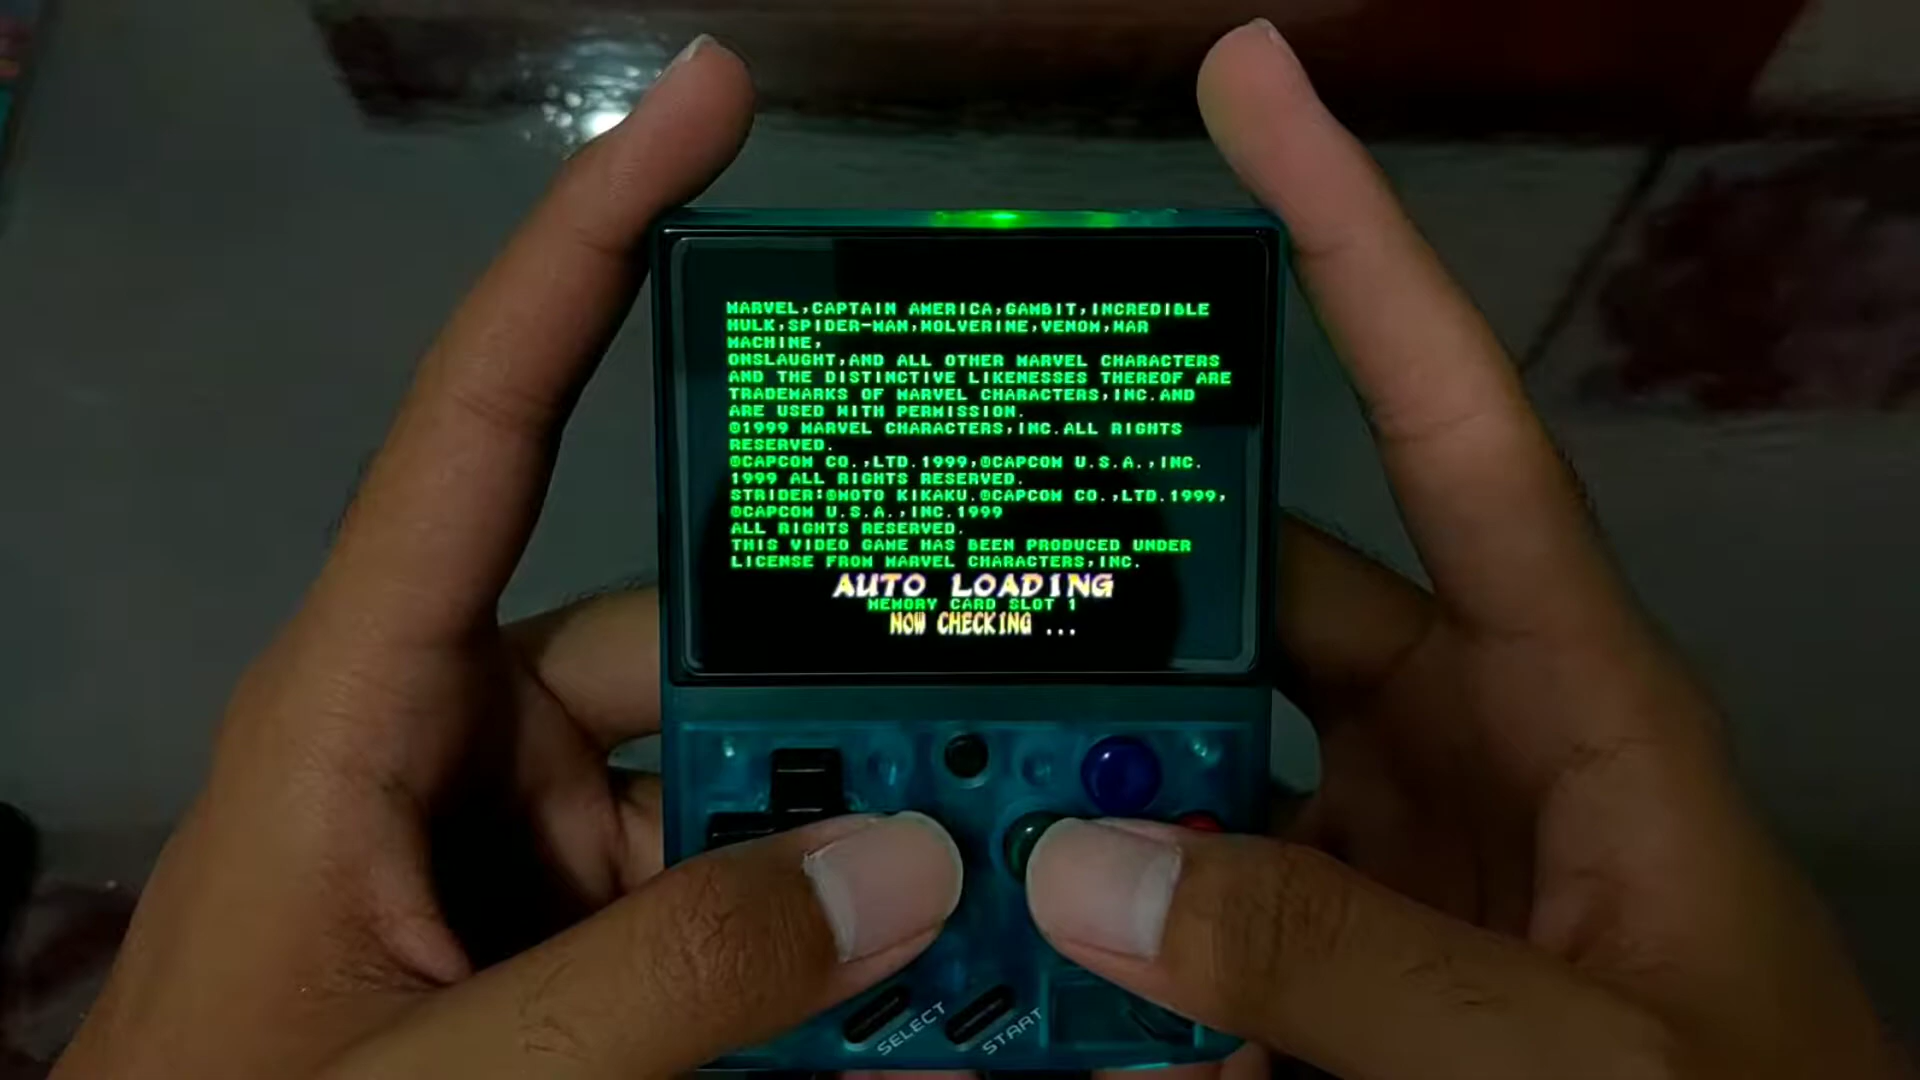 MARVEL,CAPTAIN AMERICA,GAMBIT,INCREDIBLE
HULK,SPIDER-MAN,WOLVERINE,VENOM,WAR
MACHINE,
ONSLAUGHT,AND ALL OTHER MARVEL CHARACTERS
AND THE DISTINCTIVE LIKENESSES THEREOF ARE
TRADEMARKS OF MARVEL CHARACTERS,INC.AND
ARE USED WITH PERMISSION.
©1999 MARVEL CHARACTERS,INC.ALL RIGHTS
RESERVED.
©CAPCOM CO.,LTD.1999,©CAPCOM U.S.A.,INC.
1999 ALL RIGHTS RESERVED.
STRIDER:©MOTO KIKAKU.©CAPCOM CO.,LTD.1999,
©CAPCOM U.S.A.,INC.1999
ALL RIGHTS RESERVED.
THIS VIDEO GAME HAS BEEN PRODUCED UNDER
LICENSE FROM MARVEL CHARACTERS,INC.
AUTO LOADING
MEMORY CARD SLOT 1
NOW CHECKING ...
SELECT
START